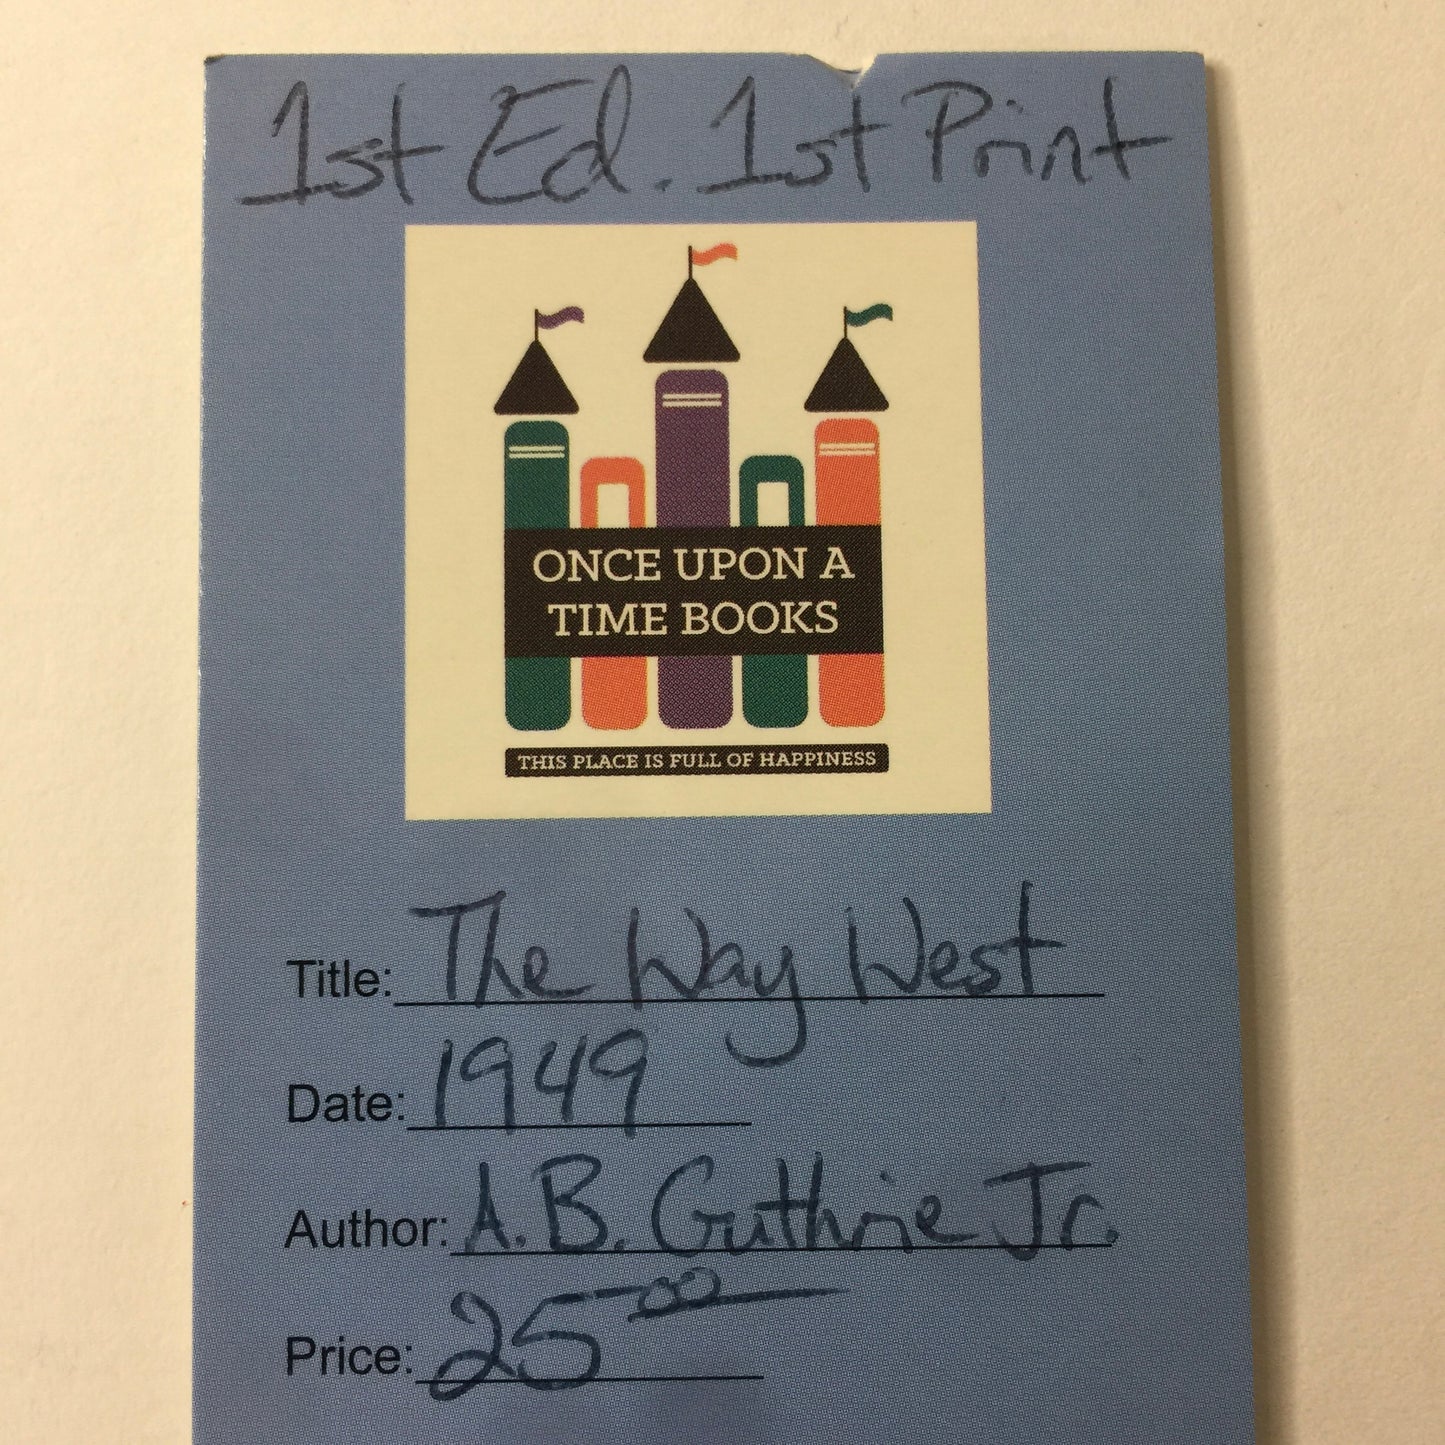 1st Ed. 1st Print
ONCE UPON A
TIME BOOKS
THIS PLACE IS FULL OF HAPPINESS
Title: The Way West
Date: 1949
Author: A.B. Guthrie Jr.
Price: 25.00